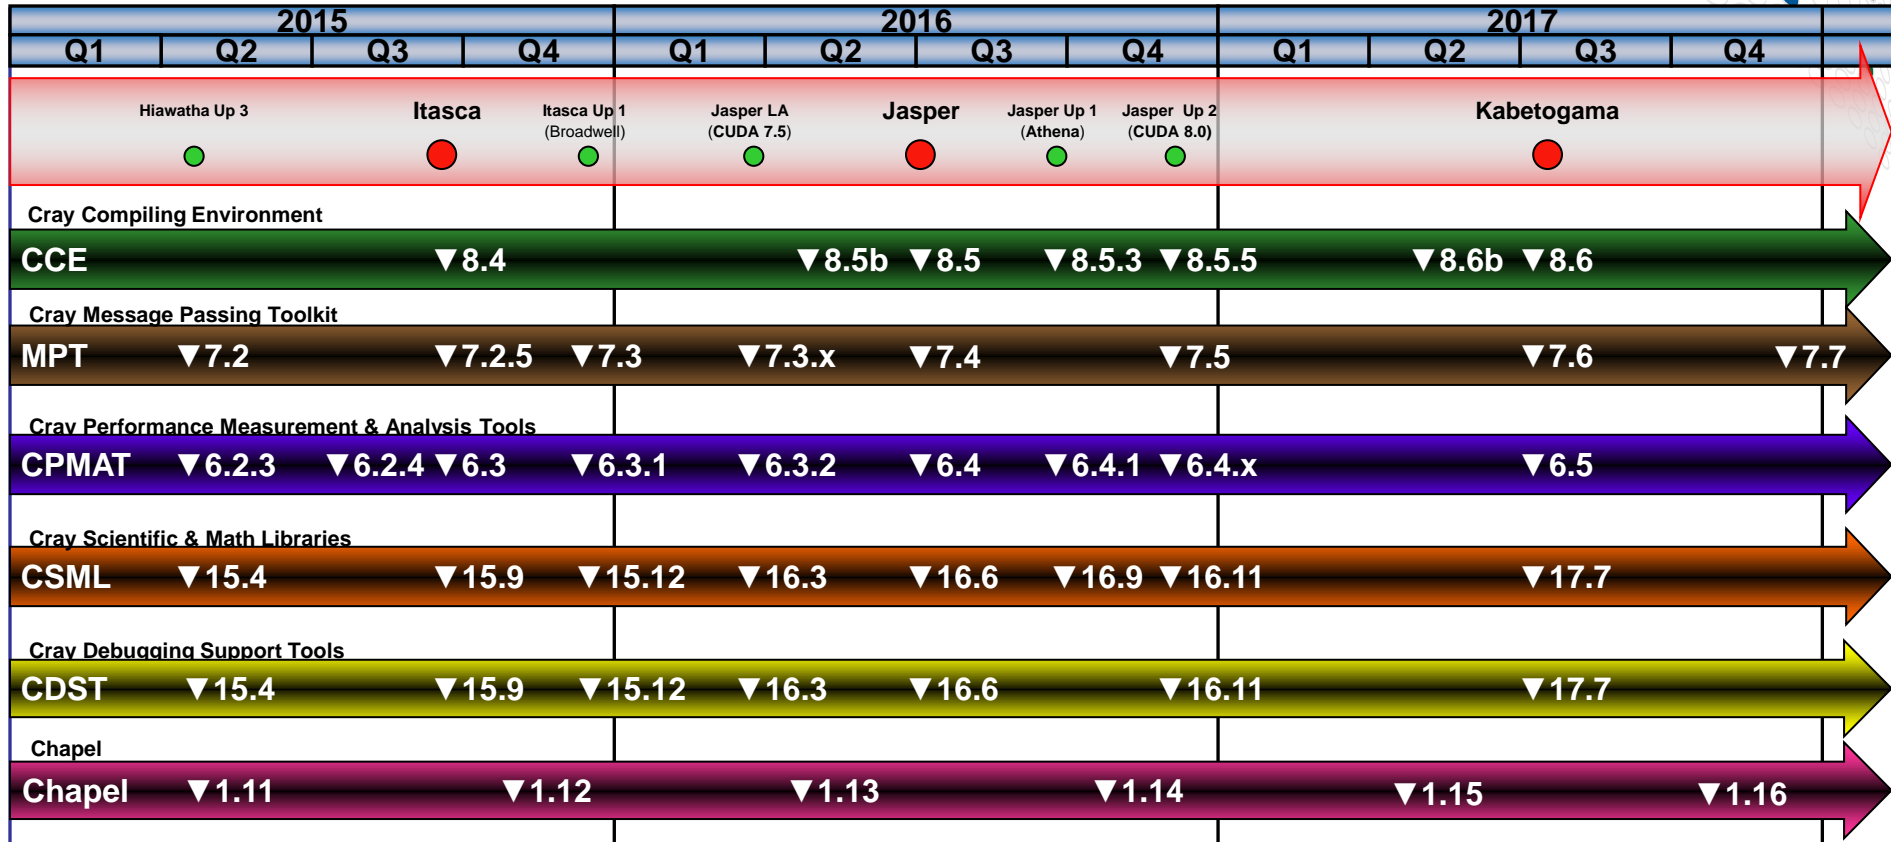 2015 2016 2017
Q1 Q2 Q3 Q4 Q1 Q2 Q3 Q4 Q1 Q2 Q3 Q4
Hiawatha Up 3 Itasca Itasca Up 1 Jasper LA Jasper Jasper Up 1 Jasper Up 2 Kabetogama
(Broadwell) (CUDA 7.5) (Athena) (CUDA 8.0)
Cray Compiling Environment
CCE ▼8.4 ▼8.5b ▼8.5 ▼8.5.3 ▼8.5.5 ▼8.6b ▼8.6
Cray Message Passing Toolkit
MPT ▼7.2 ▼7.2.5 ▼7.3 ▼7.3.x ▼7.4 ▼7.5 ▼7.6 ▼7.7
Cray Performance Measurement & Analysis Tools
CPMAT ▼6.2.3 ▼6.2.4 ▼6.3 ▼6.3.1 ▼6.3.2 ▼6.4 ▼6.4.1 ▼6.4.x ▼6.5
Cray Scientific & Math Libraries
CSML ▼15.4 ▼15.9 ▼15.12 ▼16.3 ▼16.6 ▼16.9 ▼16.11 ▼17.7
Cray Debugging Support Tools
CDST ▼15.4 ▼15.9 ▼15.12 ▼16.3 ▼16.6 ▼16.11 ▼17.7
Chapel
Chapel ▼1.11 ▼1.12 ▼1.13 ▼1.14 ▼1.15 ▼1.16